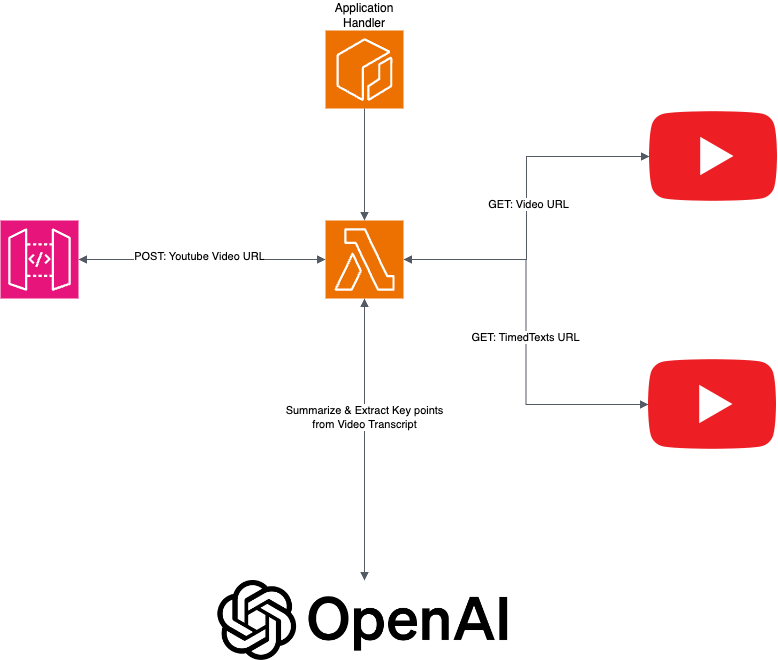 Application
Handler
GET: Video URL
POST: Youtube Video URL
GET: TimedTexts URL
Summarize & Extract Key points
from Video Transcript
OpenAI